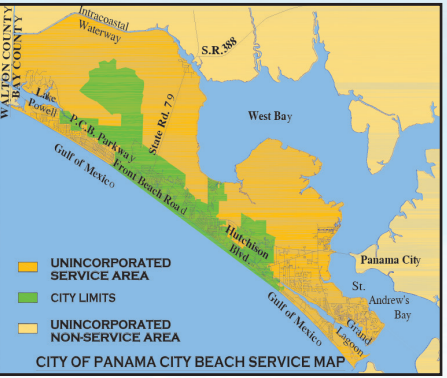 Intracoastal
Waterway
S.R.388
WALTON COUNTY
BAY COUNTY
Lake
Powell
State Rd. 79
West Bay
P.C.B. Parkway
Front Beach Road
Gulf of Mexico
Hutchison
Blvd.
Panama City
St.
Andrew's
Bay
Grand
Lagoon
Gulf of Mexico
UNINCORPORATED
SERVICE AREA
CITY LIMITS
UNINCORPORATED
NON-SERVICE AREA
CITY OF PANAMA CITY BEACH SERVICE MAP